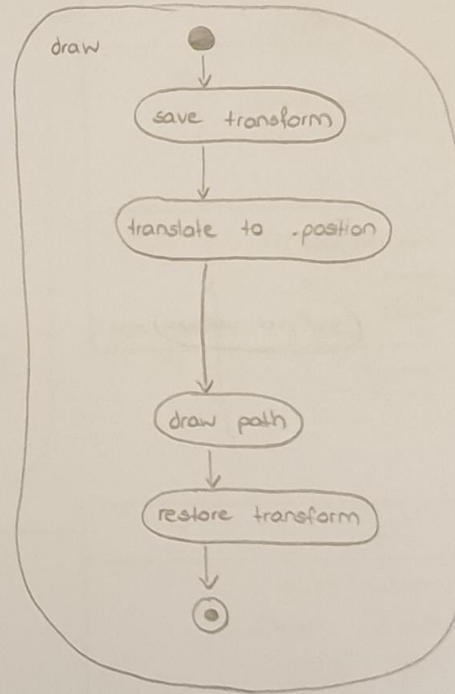 draw
save transform
translate to .position
draw path
restore transform